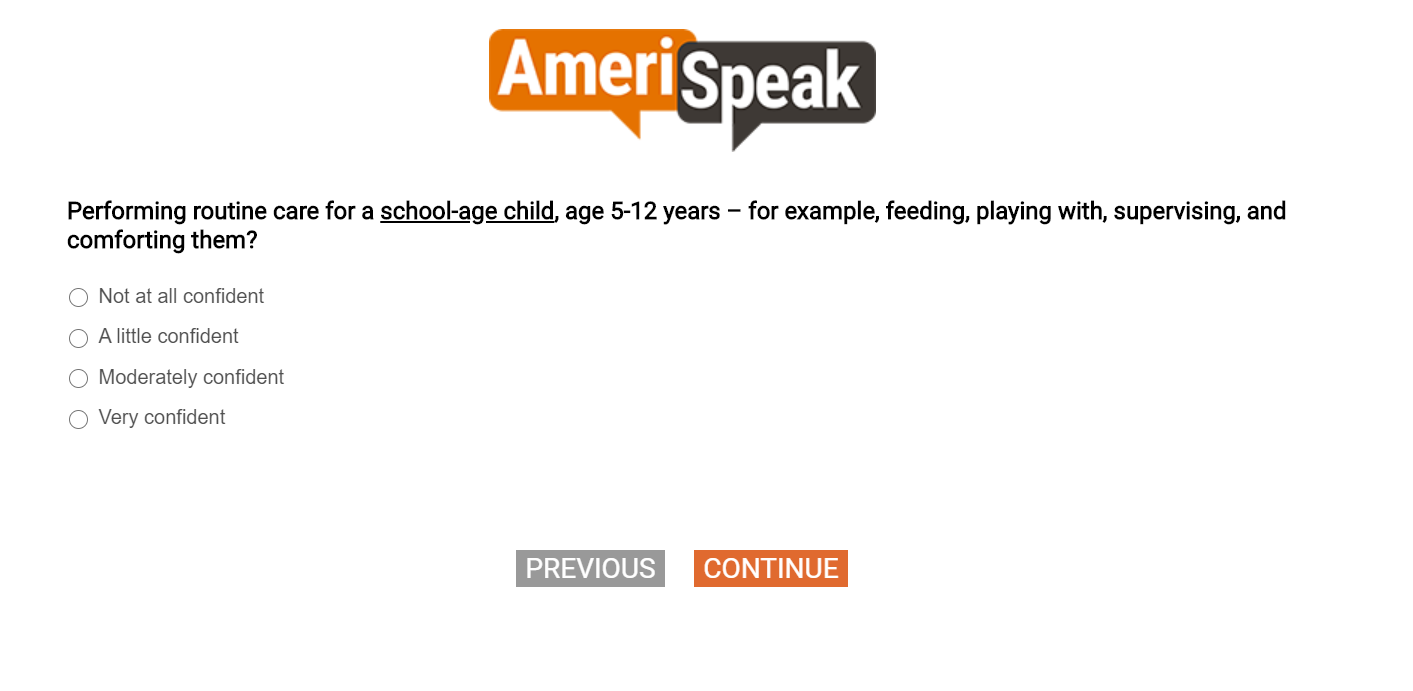 AmeriSpeak
Performing routine care for a school-age child, age 5-12 years – for example, feeding, playing with, supervising, and
comforting them?
Not at all confident
A little confident
Moderately confident
Very confident
PREVIOUS CONTINUE